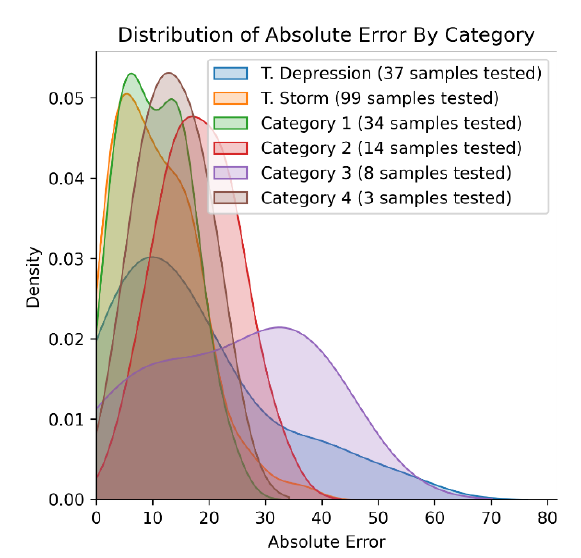 Distribution of Absolute Error By Category
T. Depression (37 samples tested)
T. Storm (99 samples tested)
Category 1 (34 samples tested)
Category 2 (14 samples tested)
Category 3 (8 samples tested)
Category 4 (3 samples tested)
Density
0.05
0.04
0.03
0.02
0.01
0.00
0 10 20 30 40 50 60 70 80
Absolute Error